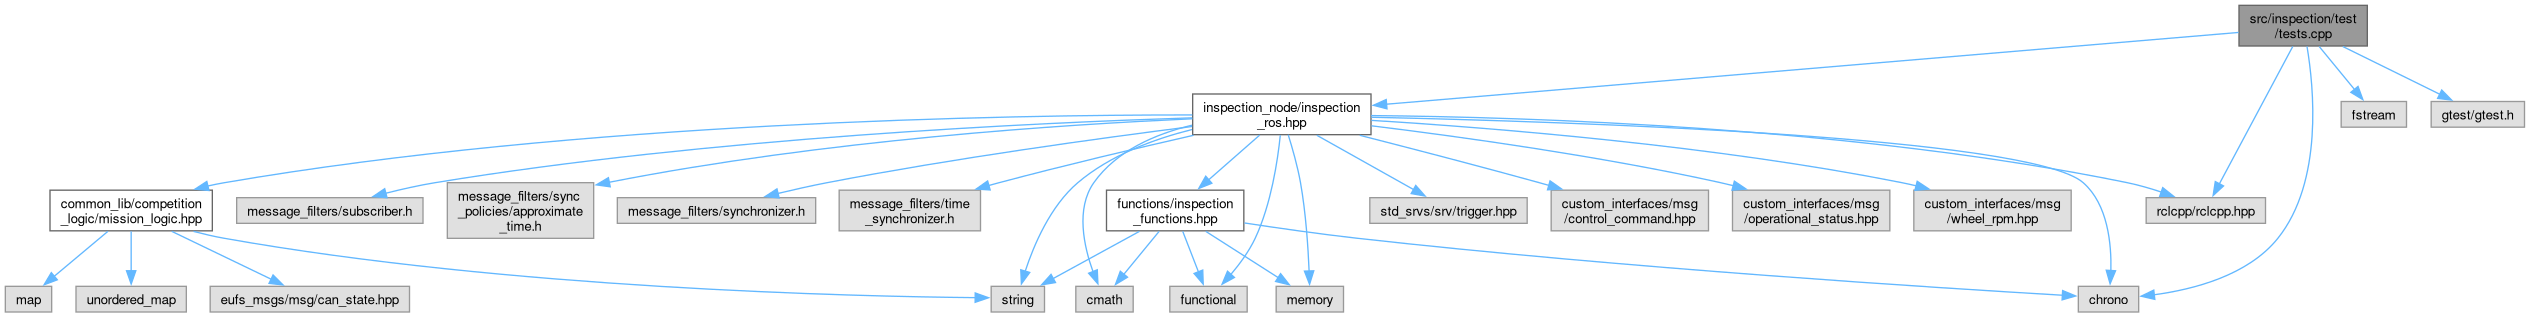 src/inspection/test
/tests.cpp
inspection_node/inspection
_ros.hpp
fstream
gtest/gtest.h
common_lib/competition
_logic/mission_logic.hpp
message_filters/subscriber.h
message_filters/sync
_policies/approximate
_time.h
message_filters/synchronizer.h
message_filters/time
_synchronizer.h
functions/inspection
_functions.hpp
std_srvs/srv/trigger.hpp
custom_interfaces/msg
/control_command.hpp
custom_interfaces/msg
/operational_status.hpp
custom_interfaces/msg
/wheel_rpm.hpp
rclcpp/rclcpp.hpp
map
unordered_map
eufs_msgs/msg/can_state.hpp
string
cmath
functional
memory
chrono